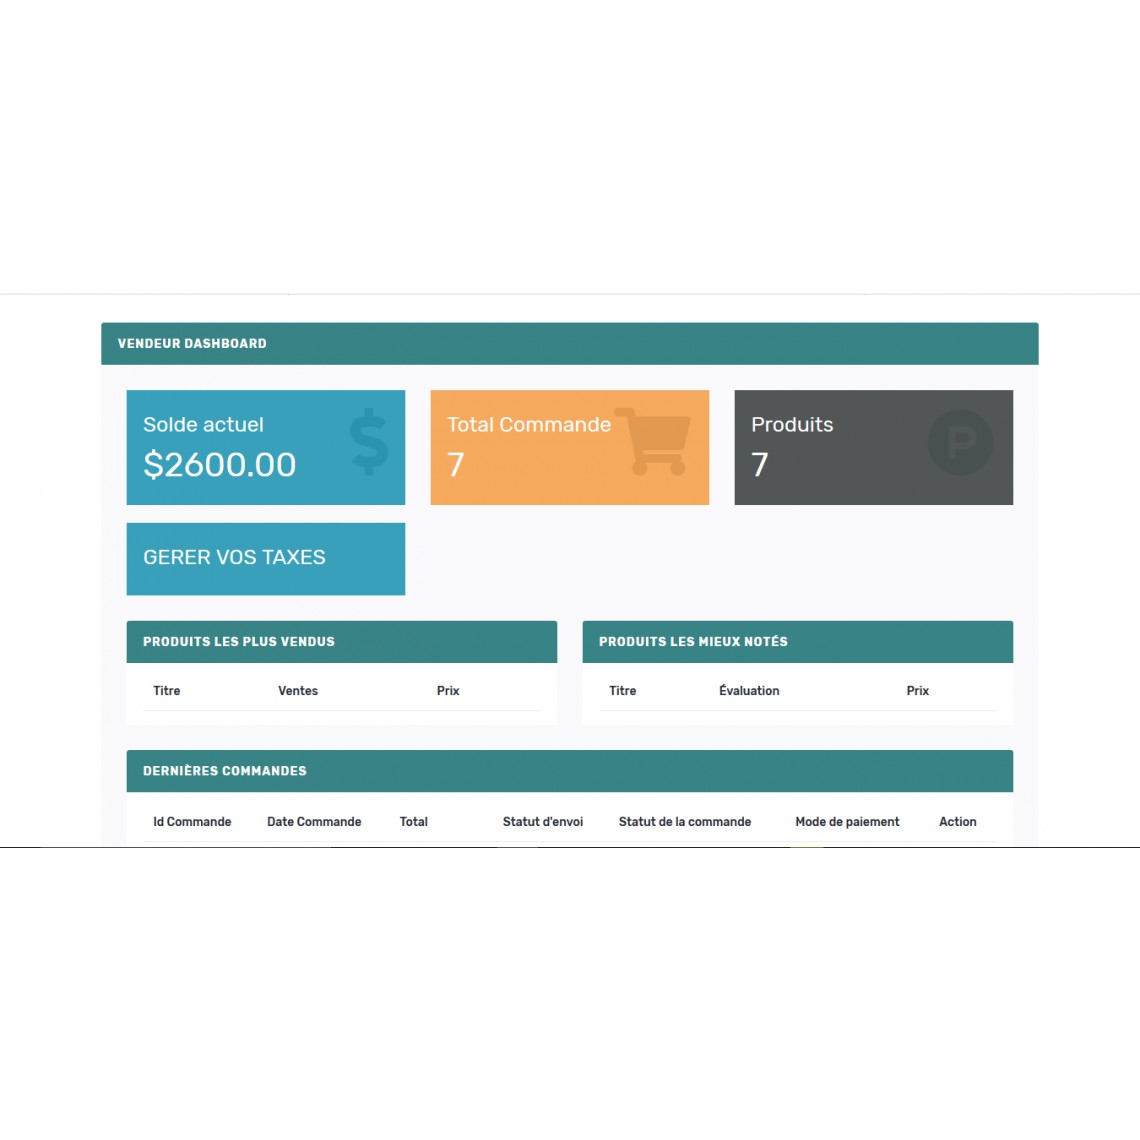 VENDEUR DASHBOARD
Solde actuel
$2600.00
Total Commande
7
Produits
7
P
GERER VOS TAXES
PRODUITS LES PLUS VENDUS
Titre Ventes Prix
PRODUITS LES MIEUX NOTÉS
Titre Évaluation Prix
DERNIÈRES COMMANDES
Id Commande Date Commande Total Statut d'envoi Statut de la commande Mode de paiement Action